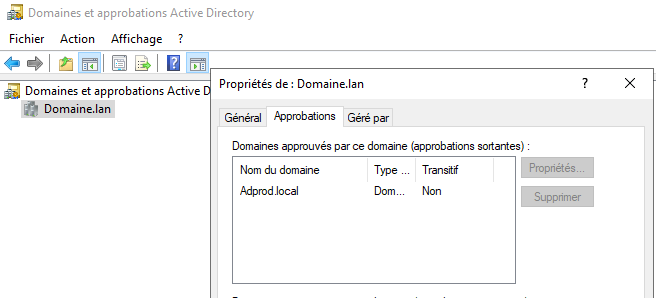 Domaines et approbations Active Directory
Fichier Action Affichage ?
Domaines et approbations Active D
Domaine.lan
Propriétés de : Domaine.lan
Général Approbations Géré par
Domaines approuvés par ce domaine (approbations sortantes) :
Nom du domaine Type ... Transitif
Adprod.local Dom... Non
Propriétés...
Supprimer